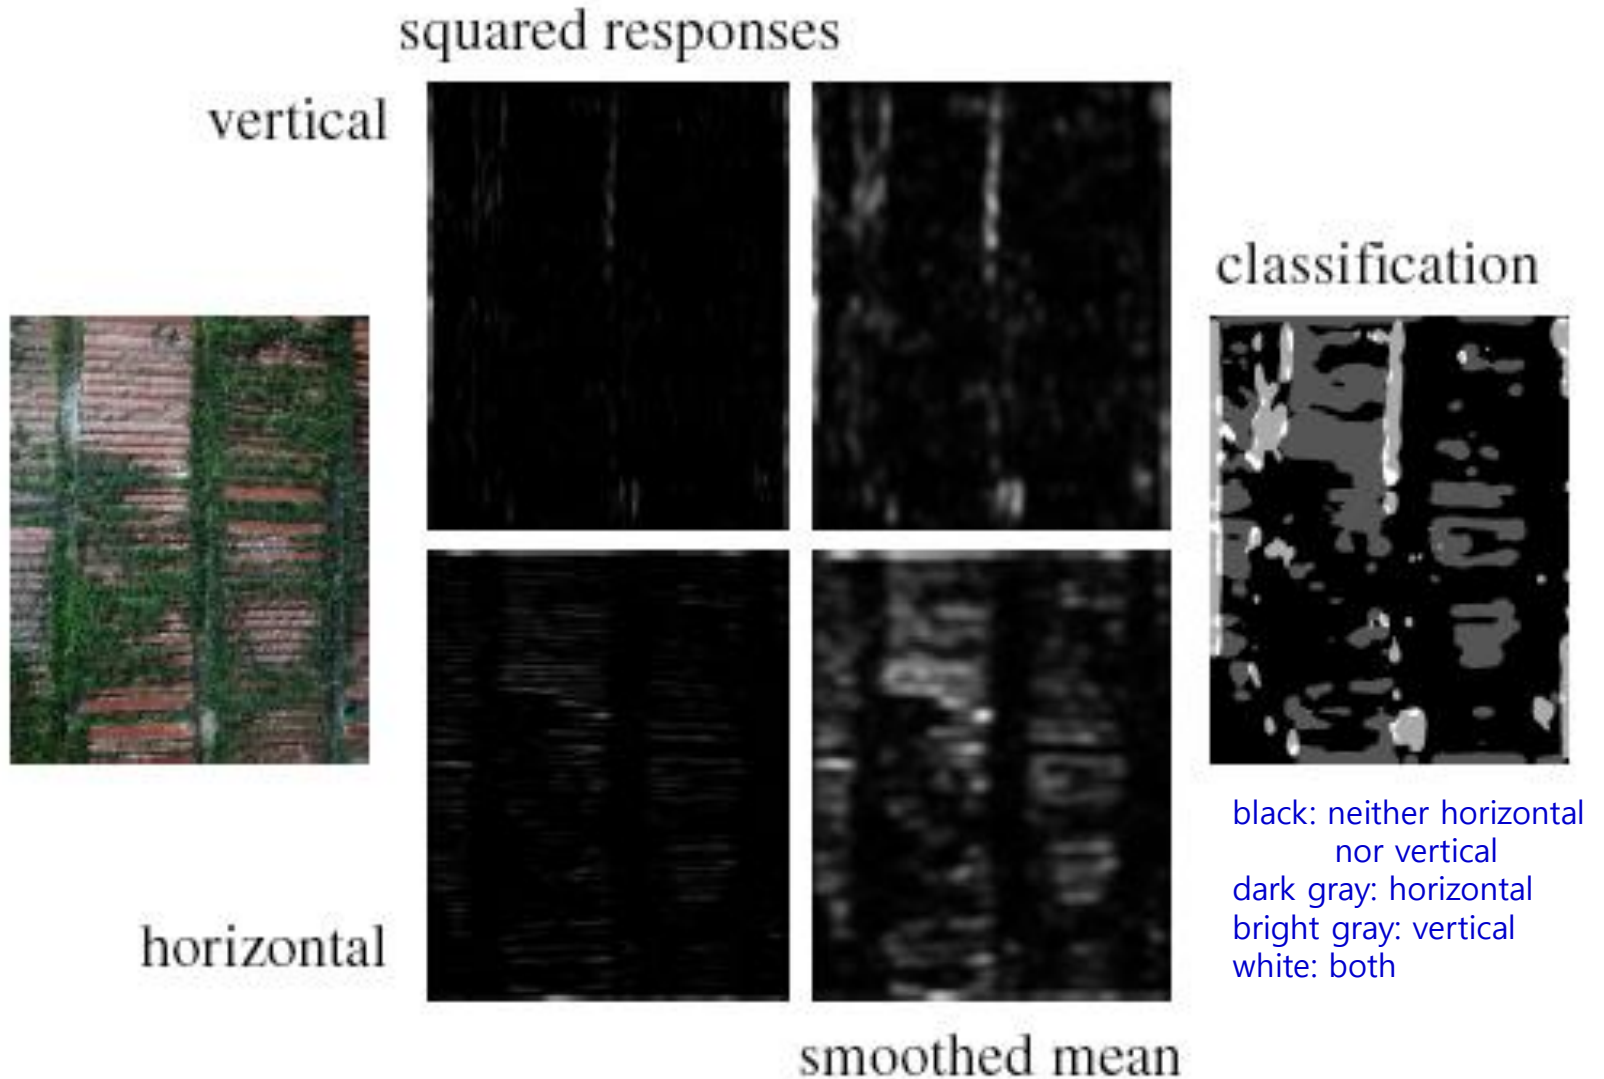 squared responses
vertical
classification
black: neither horizontal
nor vertical
dark gray: horizontal
bright gray: vertical
white: both
horizontal
smoothed mean